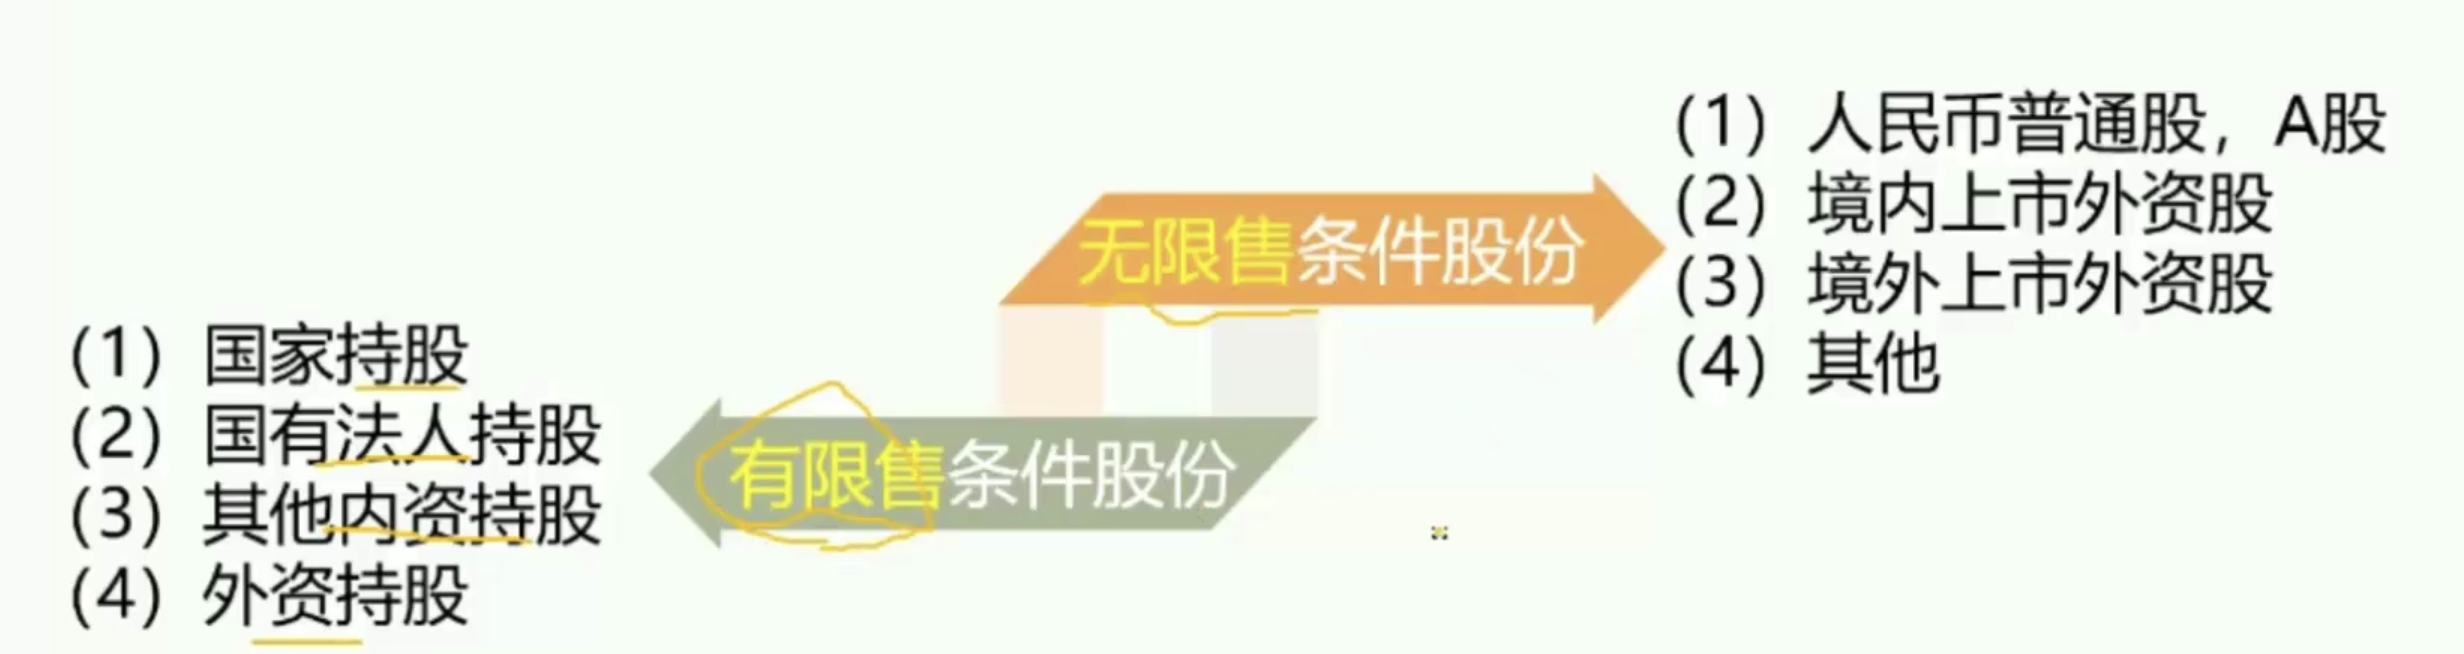 (1) 人民币普通股，A股
(2) 境内上市外资股
(3) 境外上市外资股
(4) 其他
无限售条件股份
(1) 国家持股
(2) 国有法人持股
(3) 其他内资持股
(4) 外资持股
有限售条件股份